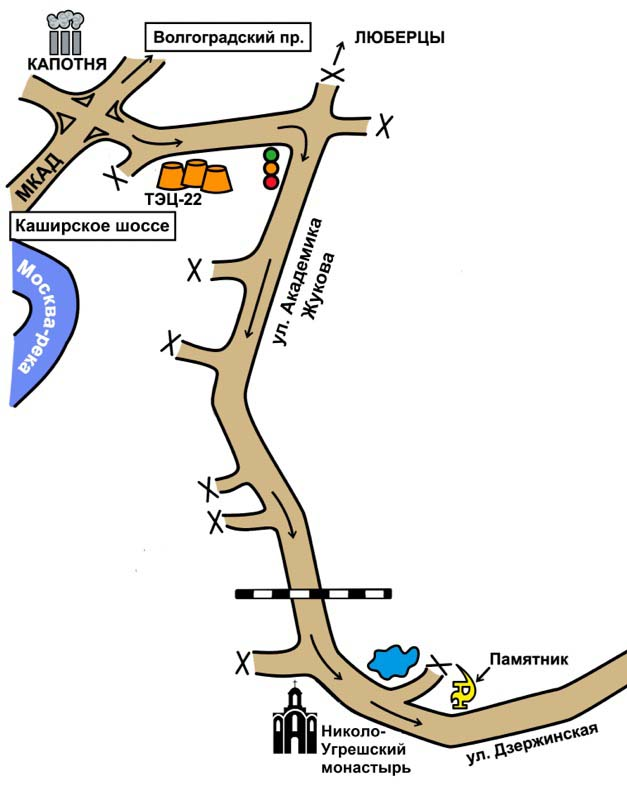 Волгоградский пр.
ЛЮБЕРЦЫ
КАПОТНЯ
МКАД
ТЭЦ-22
Каширское шоссе
Москва-река
ул. Академика
Жукова
Памятник
Николо-
Угрешский
монастырь
ул. Дзержинская